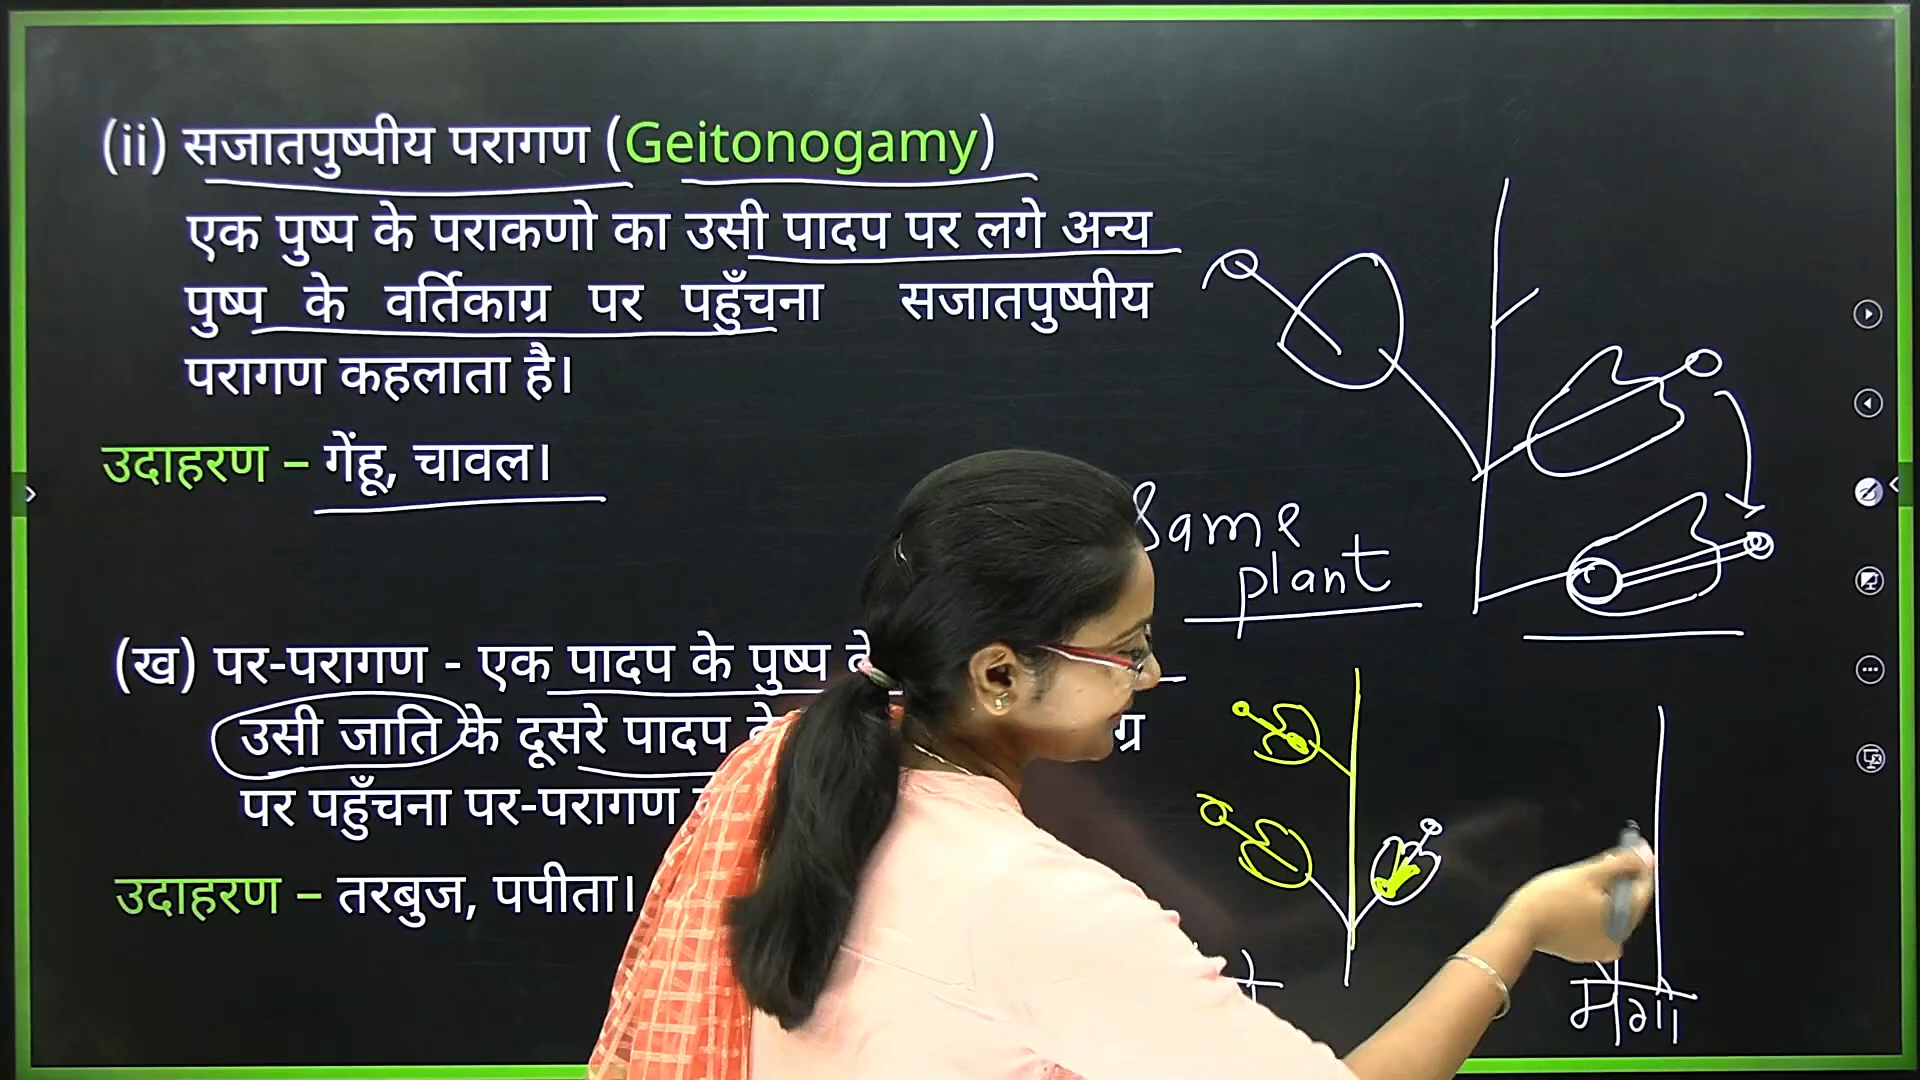 (ii) सजातपुष्पीय परागण (Geitonogamy)
एक पुष्प के पराकणो का उसी पादप पर लगे अन्य
पुष्प के वर्तिकाग्र पर पहुँचना सजातपुष्पीय
परागण कहलाता है।
उदाहरण – गेंहू, चावल।
Same
plant
(ख) पर-परागण - एक पादप के पुष्प
उसी जाति के दूसरे पादप
पर पहुँचना पर-परागण
उदाहरण – तरबुज, पपीता।